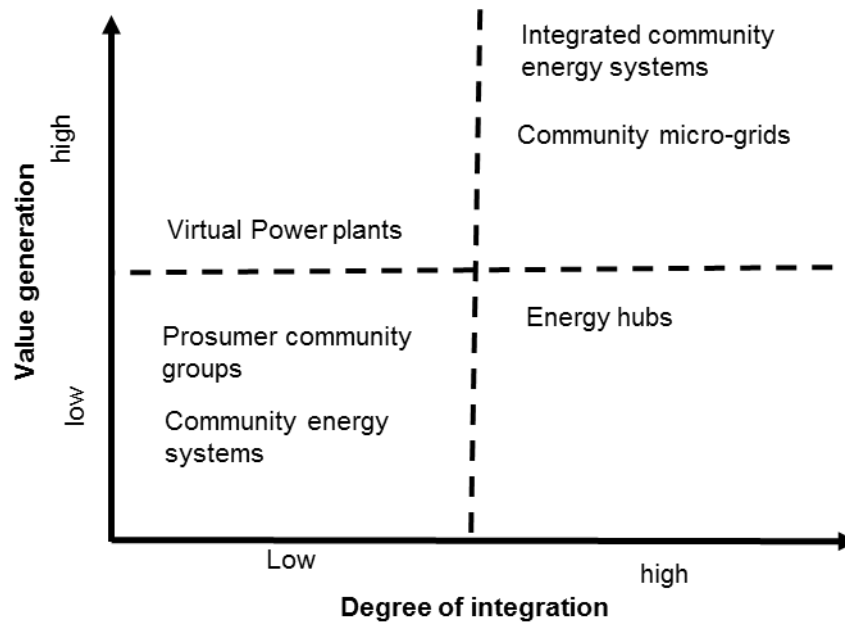 Integrated community
energy systems
Community micro-grids
Virtual Power plants
Energy hubs
Prosumer community
groups
Community energy
systems
Value generation
high
low
Low
high
Degree of integration